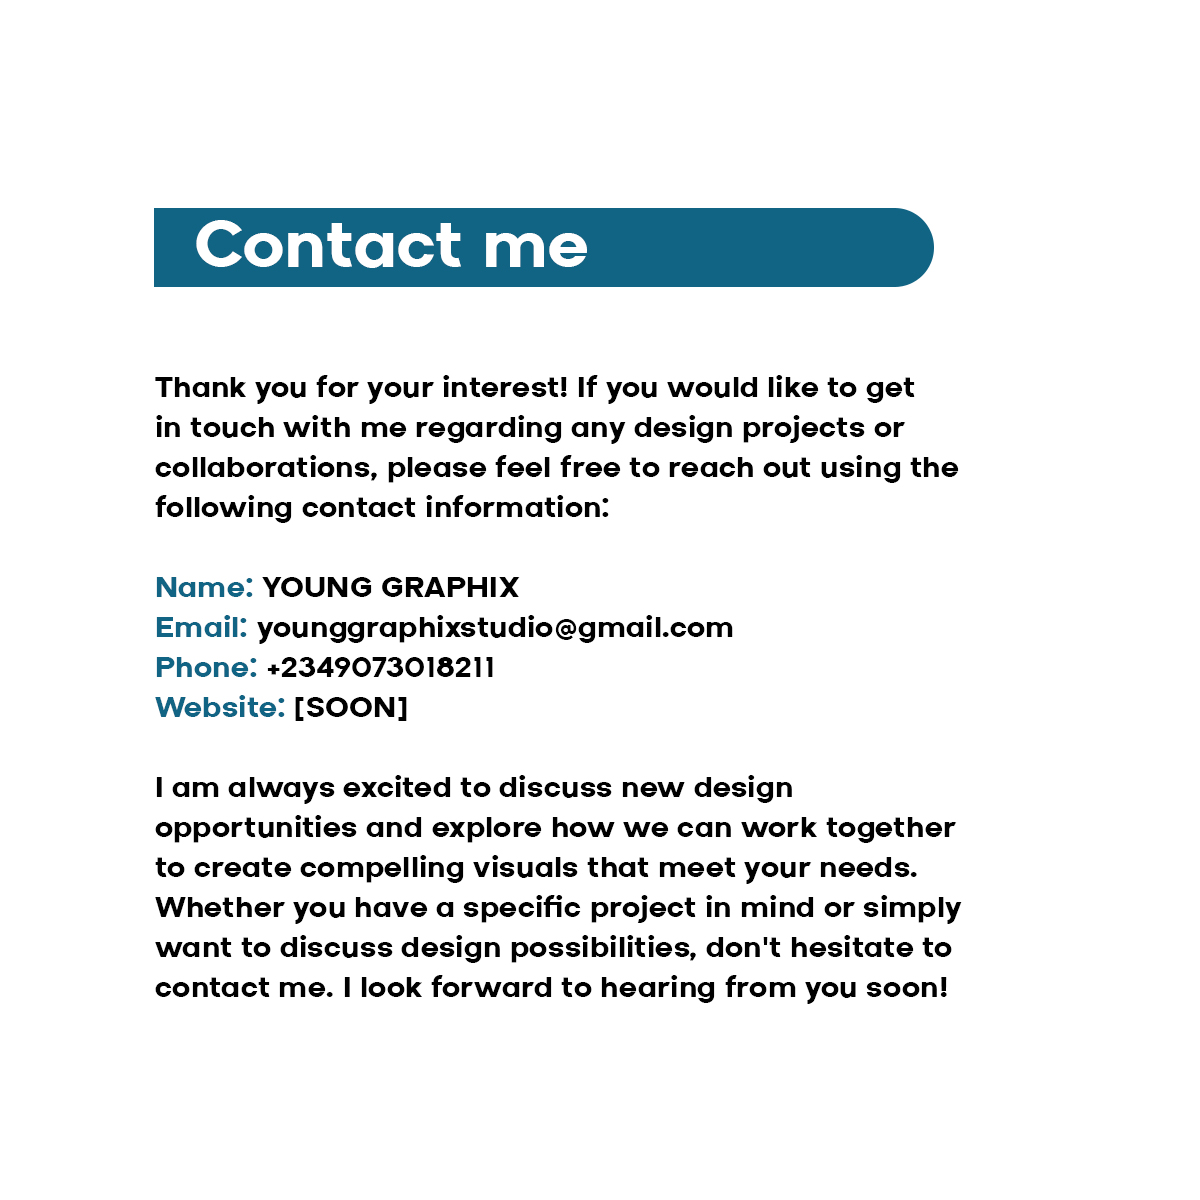 Contact me
Thank you for your interest! If you would like to get
in touch with me regarding any design projects or
collaborations, please feel free to reach out using the
following contact information:
Name: YOUNG GRAPHIX
Email: younggraphixstudio@gmail.com
Phone: +2349073018211
Website: [SOON]
I am always excited to discuss new design
opportunities and explore how we can work together
to create compelling visuals that meet your needs.
Whether you have a specific project in mind or simply
want to discuss design possibilities, don't hesitate to
contact me. I look forward to hearing from you soon!